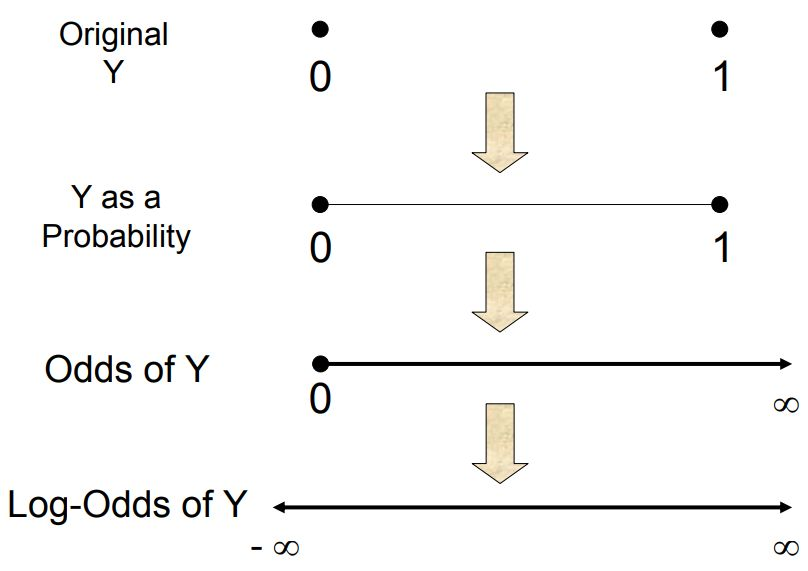 Original
Y
0 1
Y as a
Probability
0 1
Odds of Y
0 ∞
Log-Odds of Y
- ∞ ∞